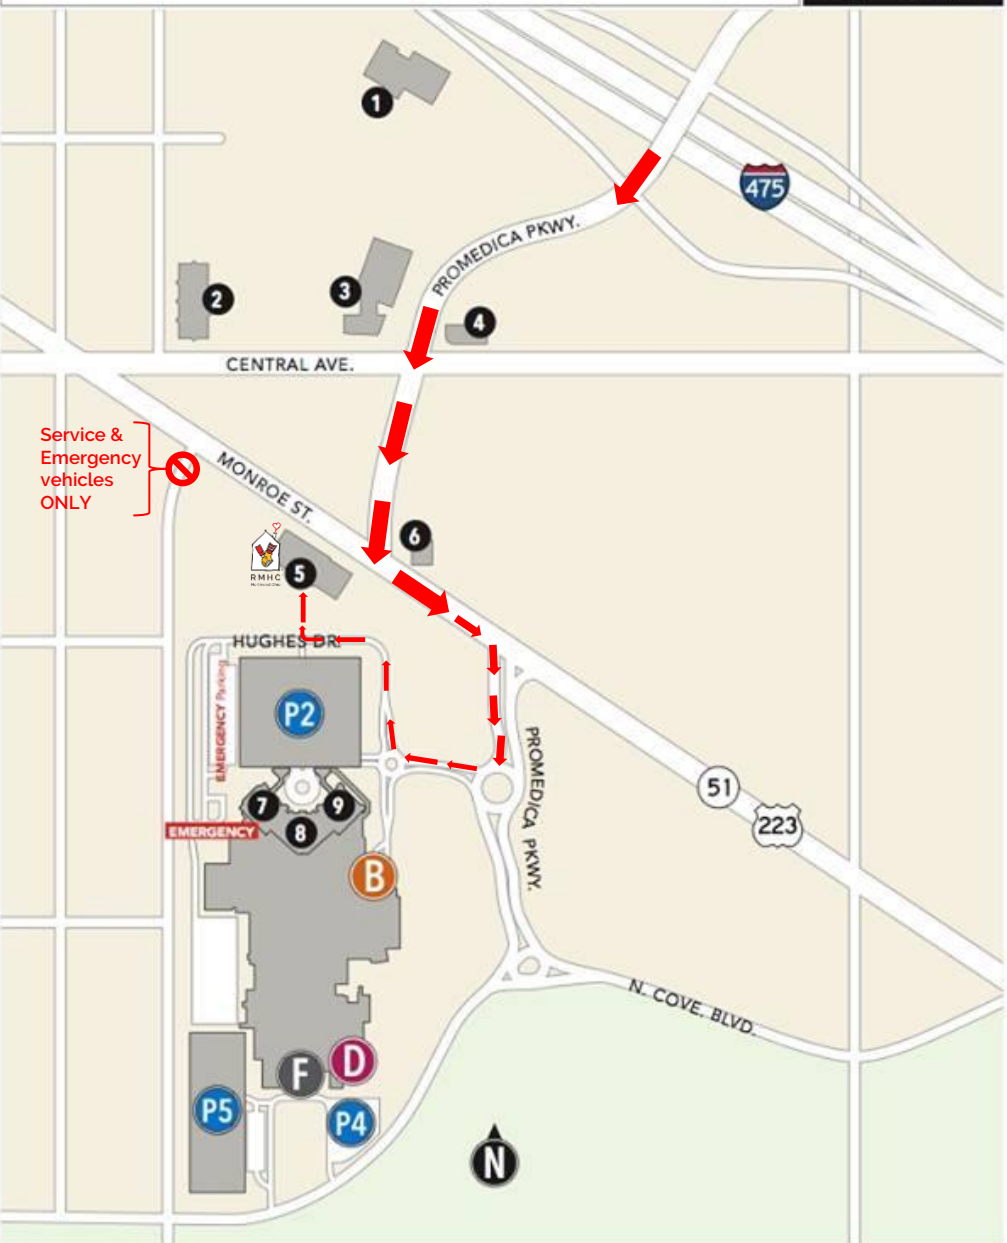 1
475
PROMEDICA PKWY.
2
3
4
CENTRAL AVE.
Service &
Emergency
vehicles
ONLY
MONROE ST.
6
RMHC
5
HUGHES DR.
EMERGENCY Parking
P2
PROMEDICA PKWY.
51
223
7
9
8
EMERGENCY
B
N. COVE. BLVD.
F
D
P5
P4
N